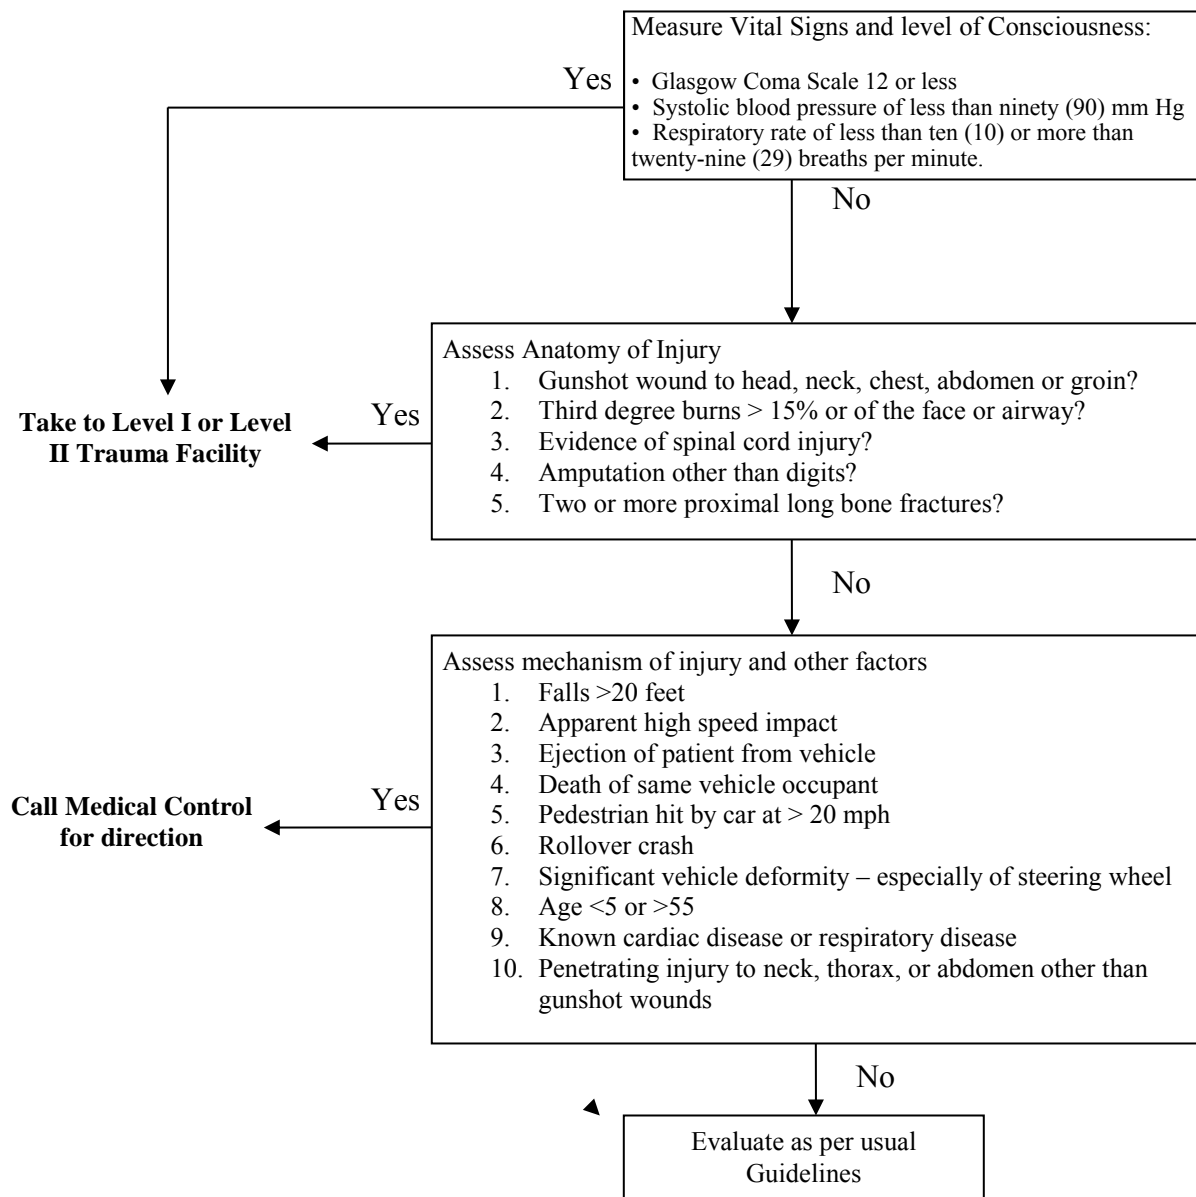 Measure Vital Signs and level of Consciousness:
• Glasgow Coma Scale 12 or less
• Systolic blood pressure of less than ninety (90) mm Hg
• Respiratory rate of less than ten (10) or more than
twenty-nine (29) breaths per minute.
Yes
No
Assess Anatomy of Injury
1. Gunshot wound to head, neck, chest, abdomen or groin?
2. Third degree burns > 15% or of the face or airway?
3. Evidence of spinal cord injury?
4. Amputation other than digits?
5. Two or more proximal long bone fractures?
Yes
Take to Level I or Level
II Trauma Facility
No
Assess mechanism of injury and other factors
1. Falls >20 feet
2. Apparent high speed impact
3. Ejection of patient from vehicle
4. Death of same vehicle occupant
5. Pedestrian hit by car at > 20 mph
6. Rollover crash
7. Significant vehicle deformity – especially of steering wheel
8. Age <5 or >55
9. Known cardiac disease or respiratory disease
10. Penetrating injury to neck, thorax, or abdomen other than
gunshot wounds
Yes
Call Medical Control
for direction
No
Evaluate as per usual
Guidelines